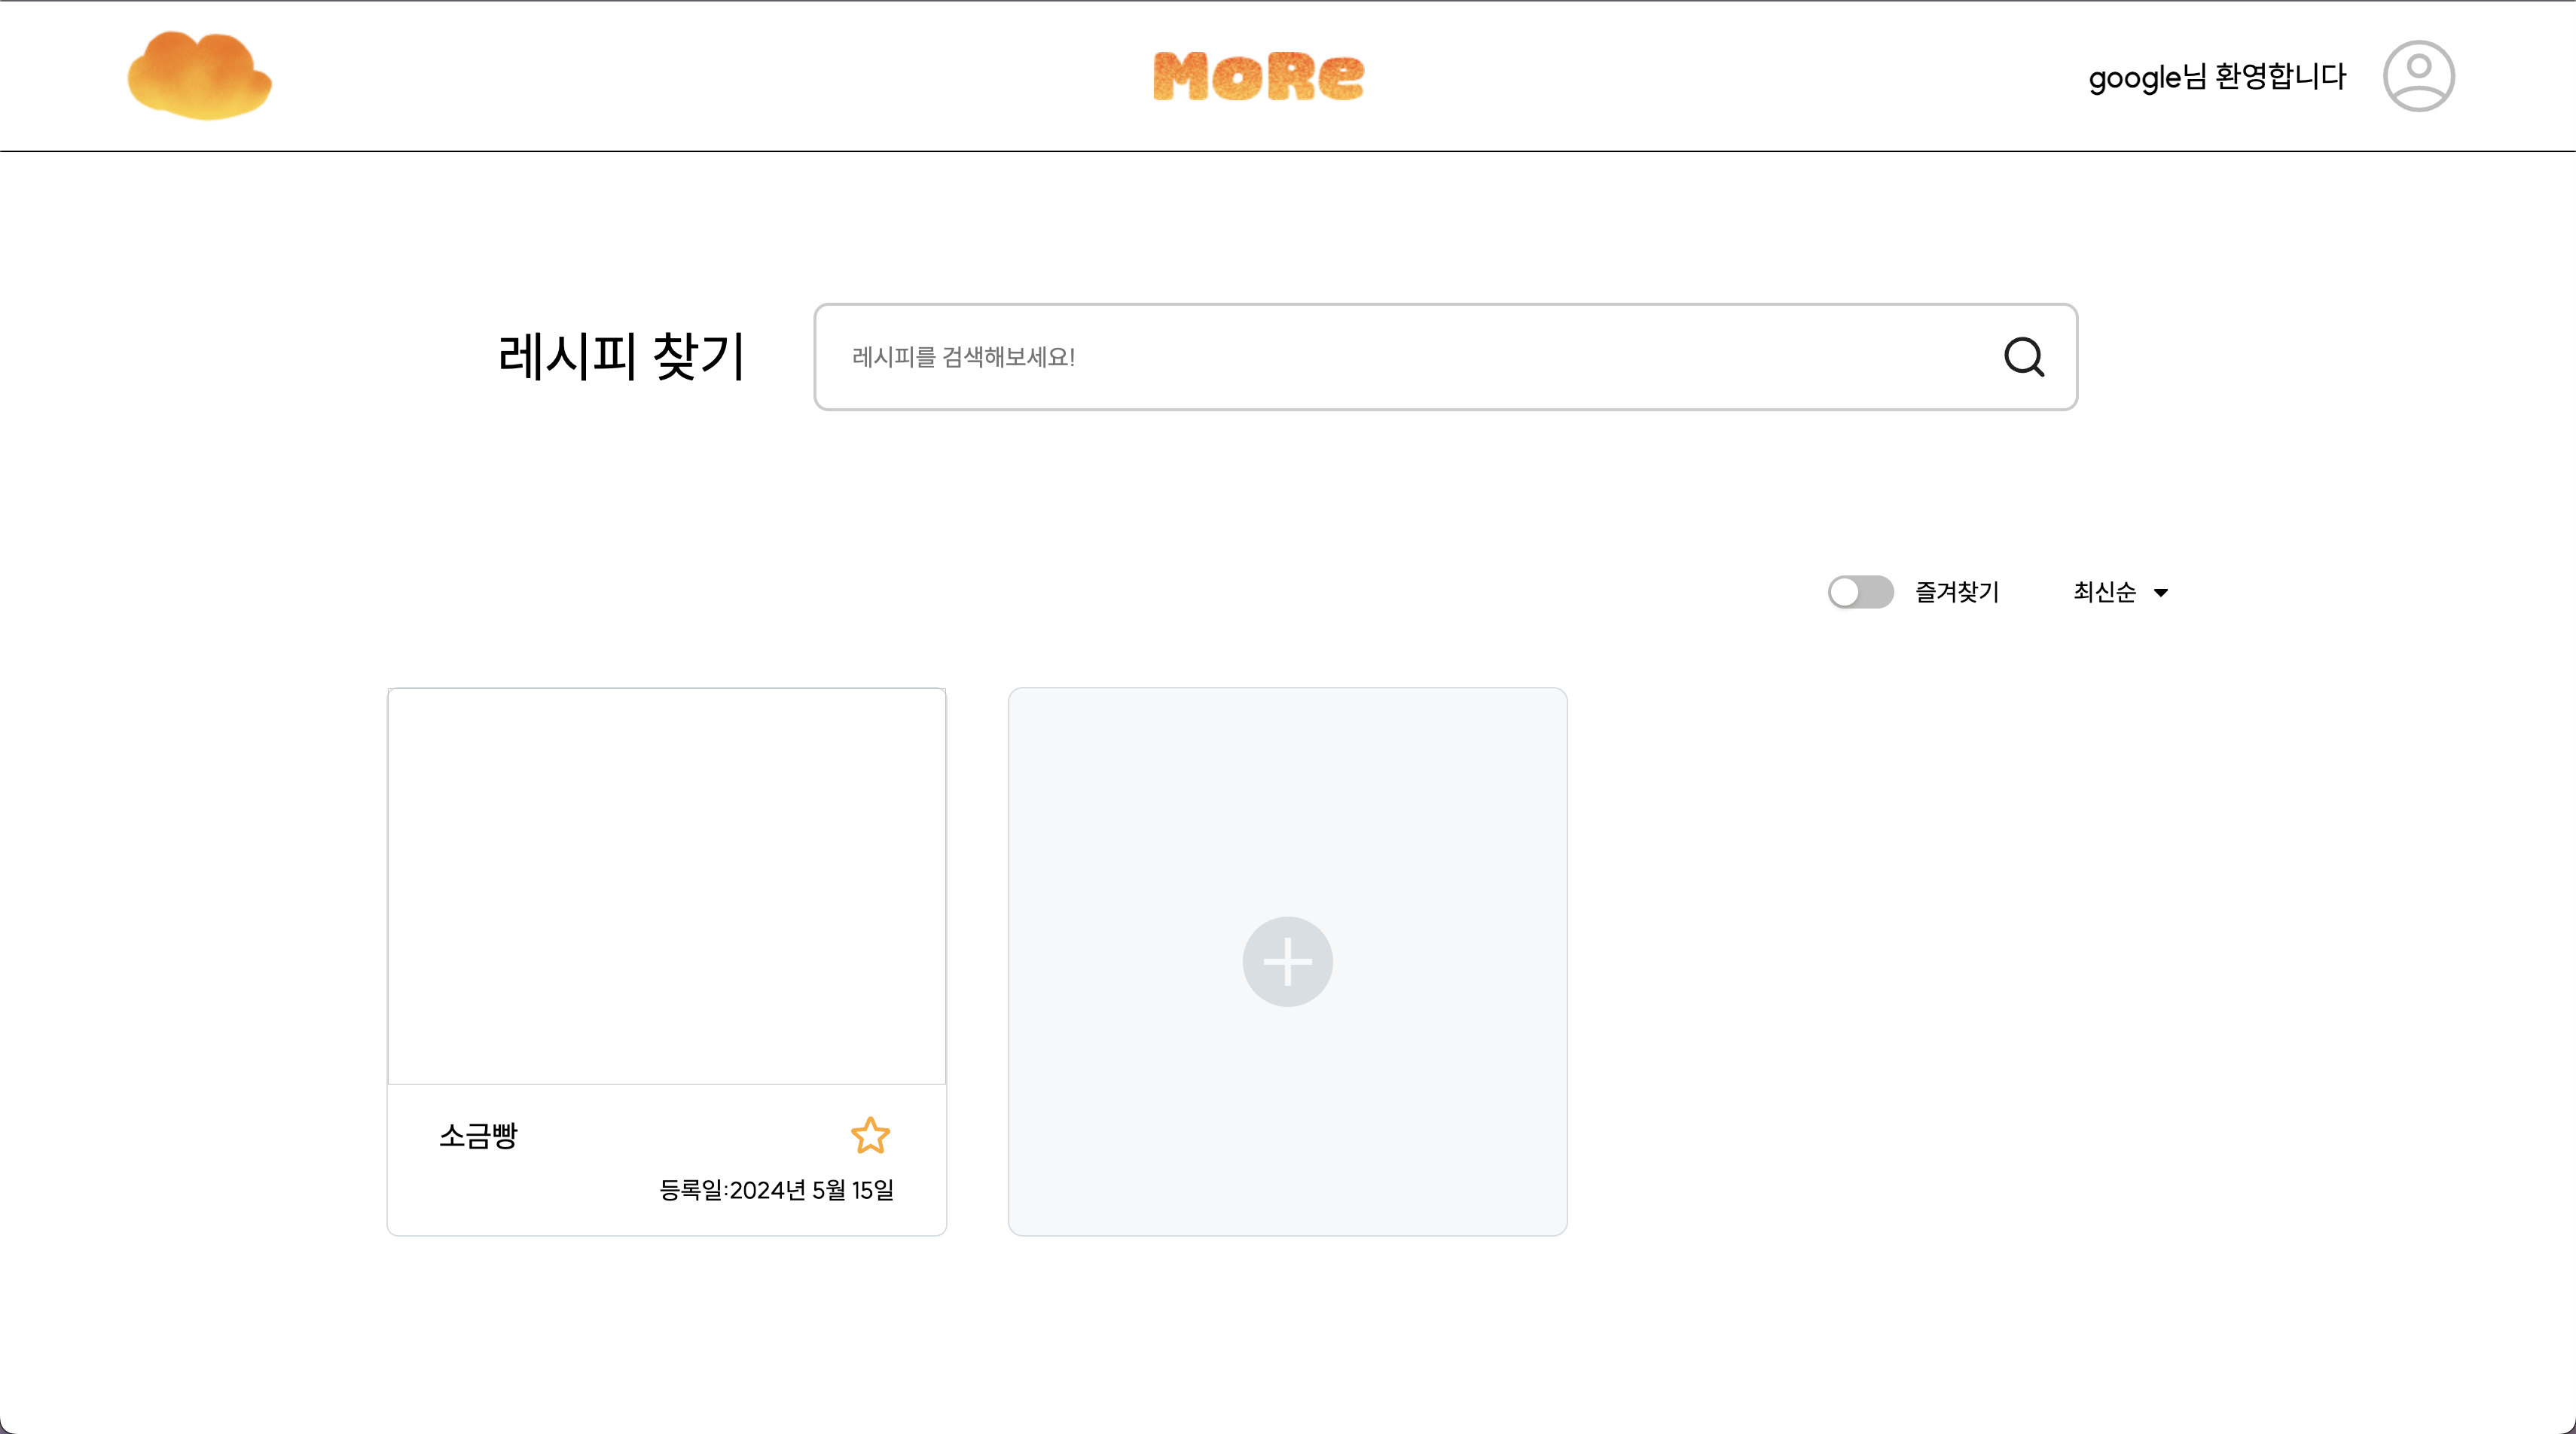 MoRe
google님 환영합니다
레시피 찾기
레시피를 검색해보세요!
즐겨찾기
최신순
소금빵
등록일:2024년 5월 15일